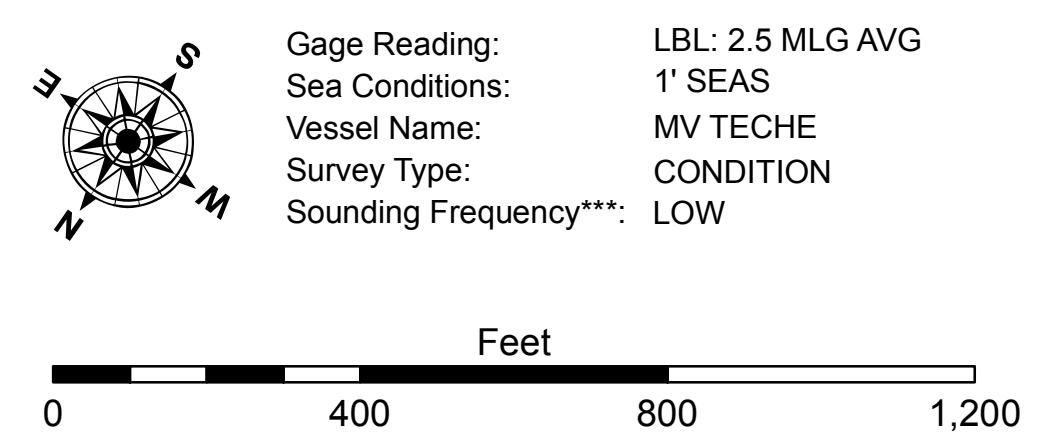 S
E
W
N
Gage Reading: LBL: 2.5 MLG AVG
Sea Conditions: 1' SEAS
Vessel Name: MV TECHE
Survey Type: CONDITION
Sounding Frequency***: LOW
Feet
0 400 800 1,200